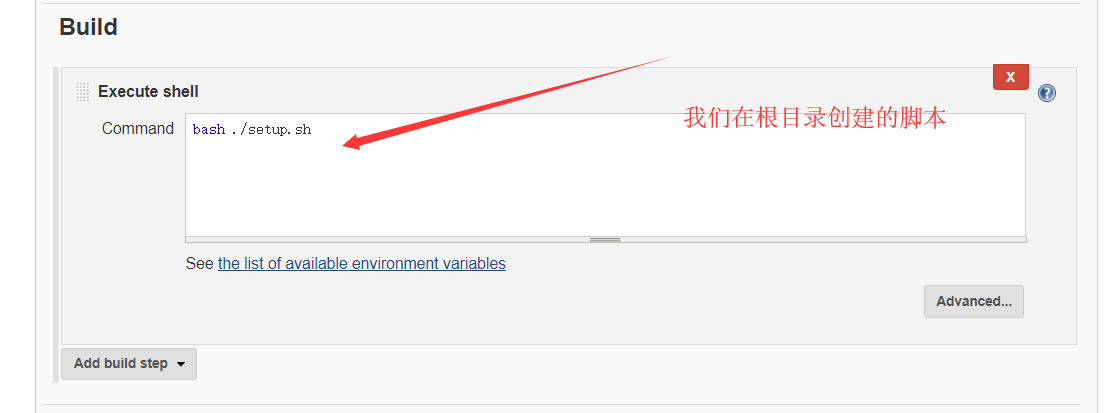 Build
X
Execute shell
Command
bash ./setup.sh
我们在根目录创建的脚本
See the list of available environment variables
Advanced...
Add build step